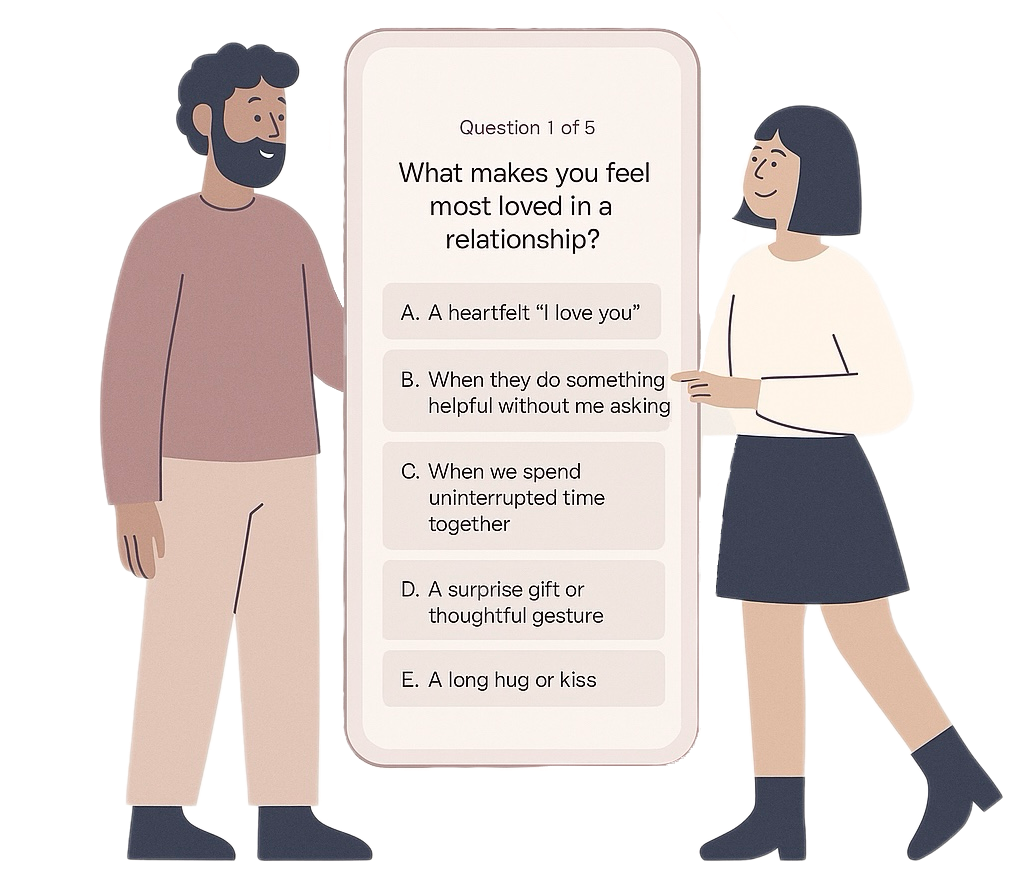 Question 1 of 5
What makes you feel
most loved in a
relationship?
A. A heartfelt “I love you”
B. When they do something
helpful without me asking
C. When we spend
uninterrupted time
together
D. A surprise gift or
thoughtful gesture
E. A long hug or kiss